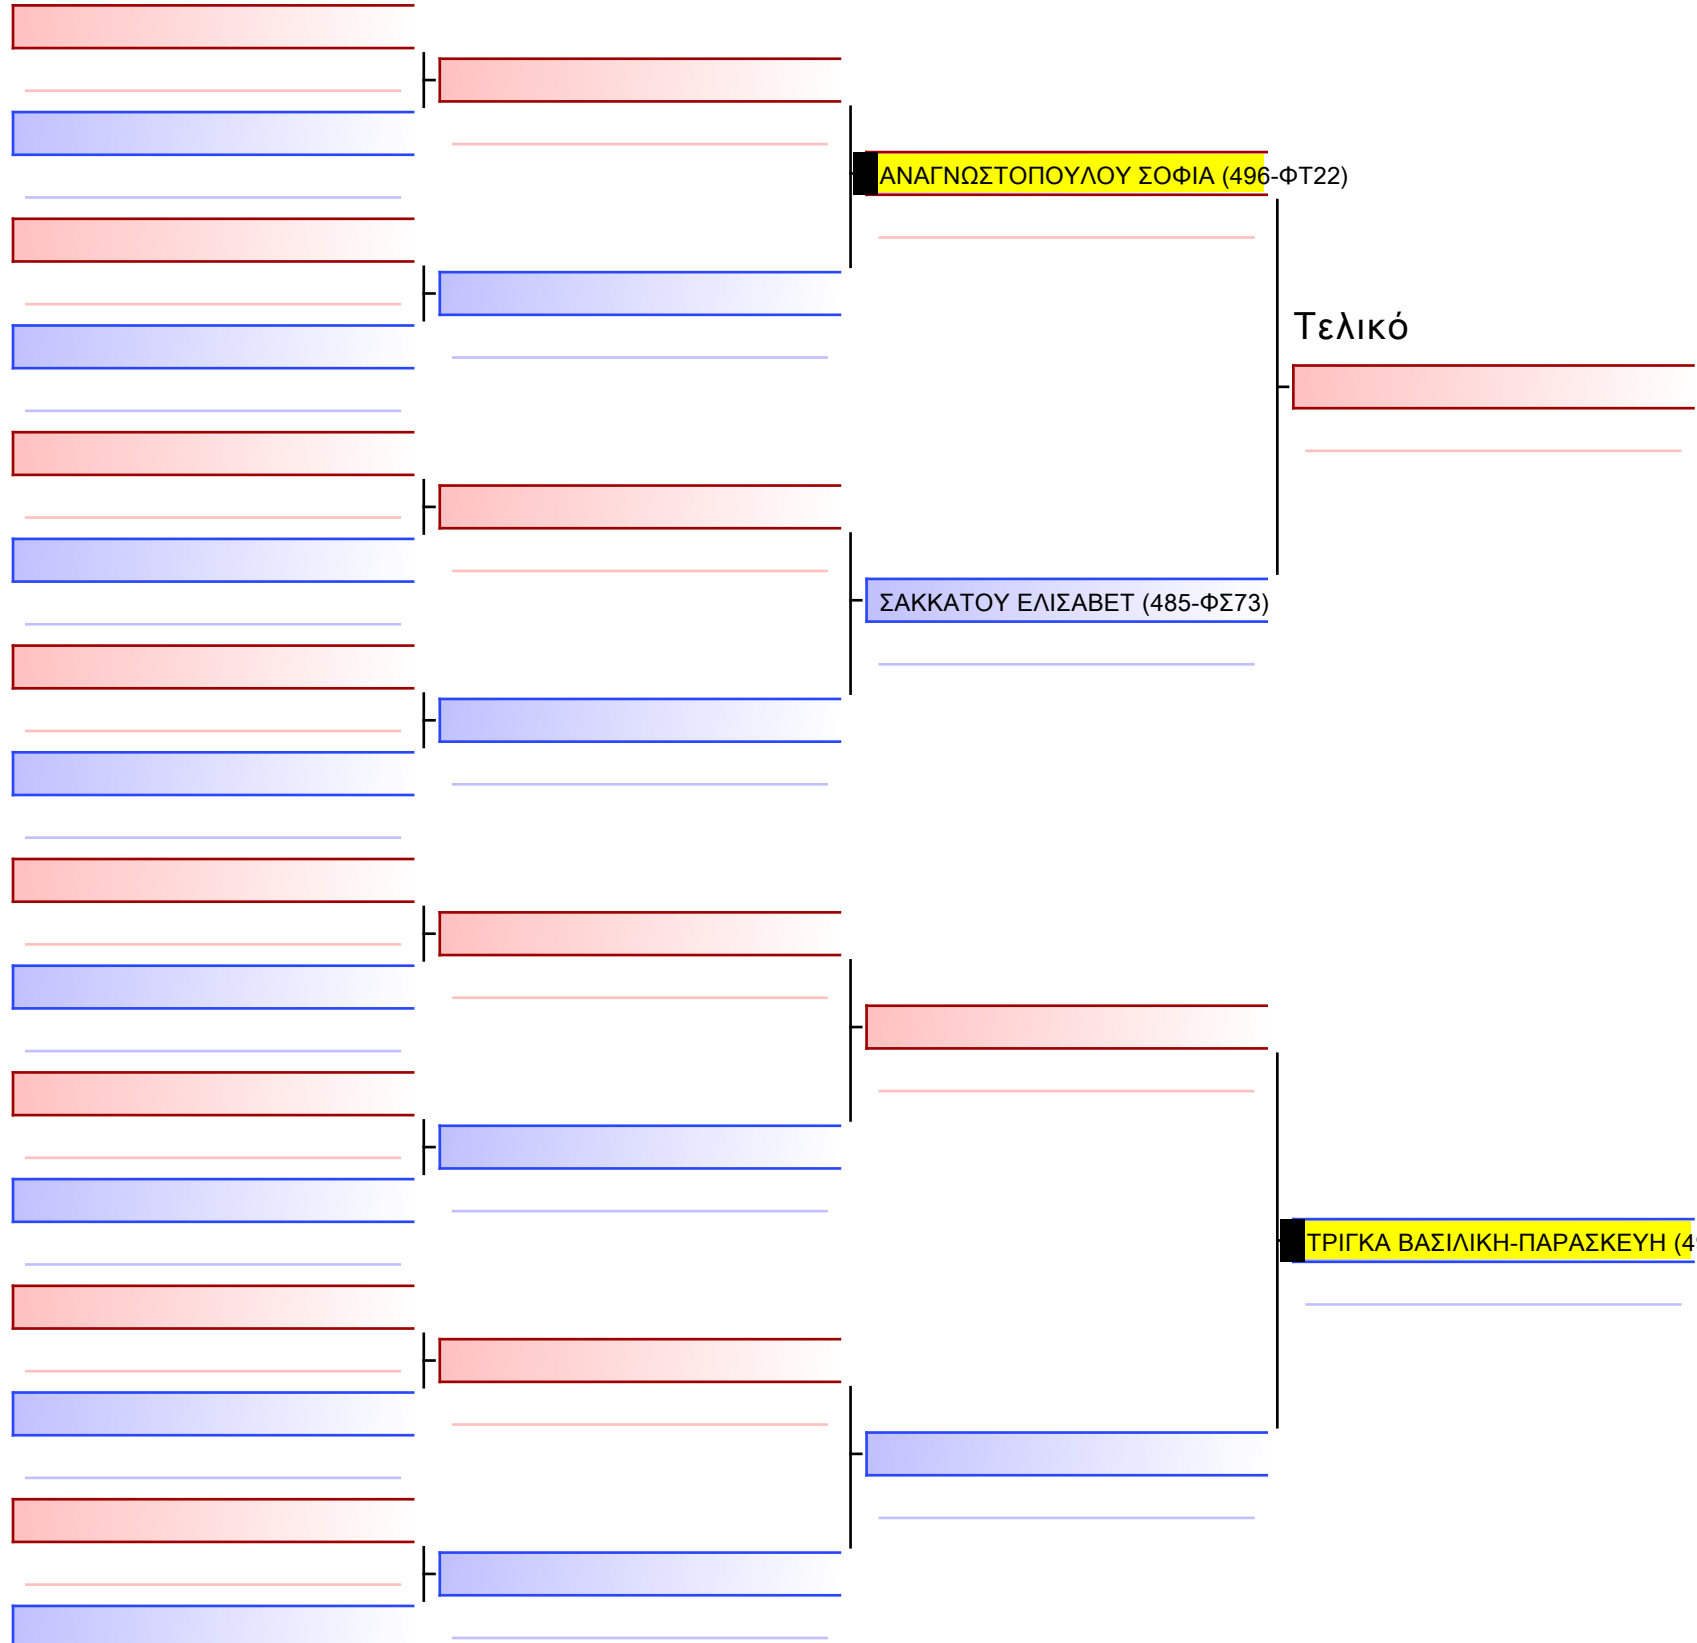 ΑΝΑΓΝΩΣΤΟΠΟΥΛΟΥ ΣΟΦΙΑ (496-ΦΤ22)
Τελικό
ΣΑΚΚΑΤΟΥ ΕΛΙΣΑΒΕΤ (485-ΦΣ73)
ΤΡΙΓΚΑ ΒΑΣΙΛΙΚΗ-ΠΑΡΑΣΚΕΥΗ